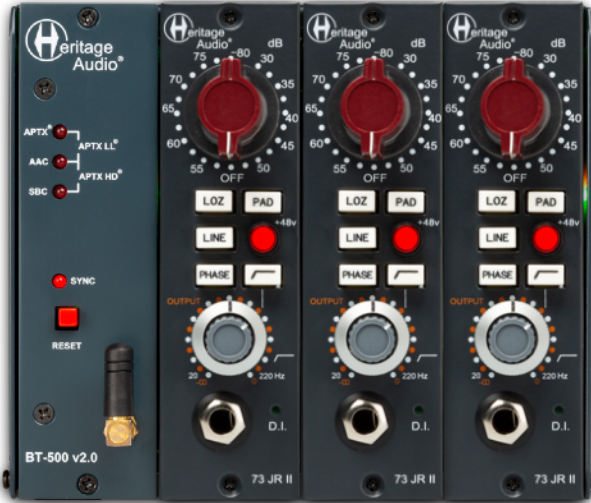 Heritage
Audio®
APTX®
APTX LL®
AAC
APTX HD®
SBC
SYNC
RESET
BT-500 v2.0
Heritage
Audio®
dB
75 -80 30
70 35
65 40
60 45
55 50
OFF
LOZ PAD
+48v
LINE
PHASE
OUTPUT
20 -∞ 0 220 Hz
D.I.
73 JR II
Heritage
Audio®
dB
75 -80 30
70 35
65 40
60 45
55 50
OFF
LOZ PAD
+48v
LINE
PHASE
OUTPUT
20 -∞ 0 220 Hz
D.I.
73 JR II
Heritage
Audio®
dB
75 -80 30
70 35
65 40
60 45
55 50
OFF
LOZ PAD
+48v
LINE
PHASE
OUTPUT
20 -∞ 0 220 Hz
D.I.
73 JR II